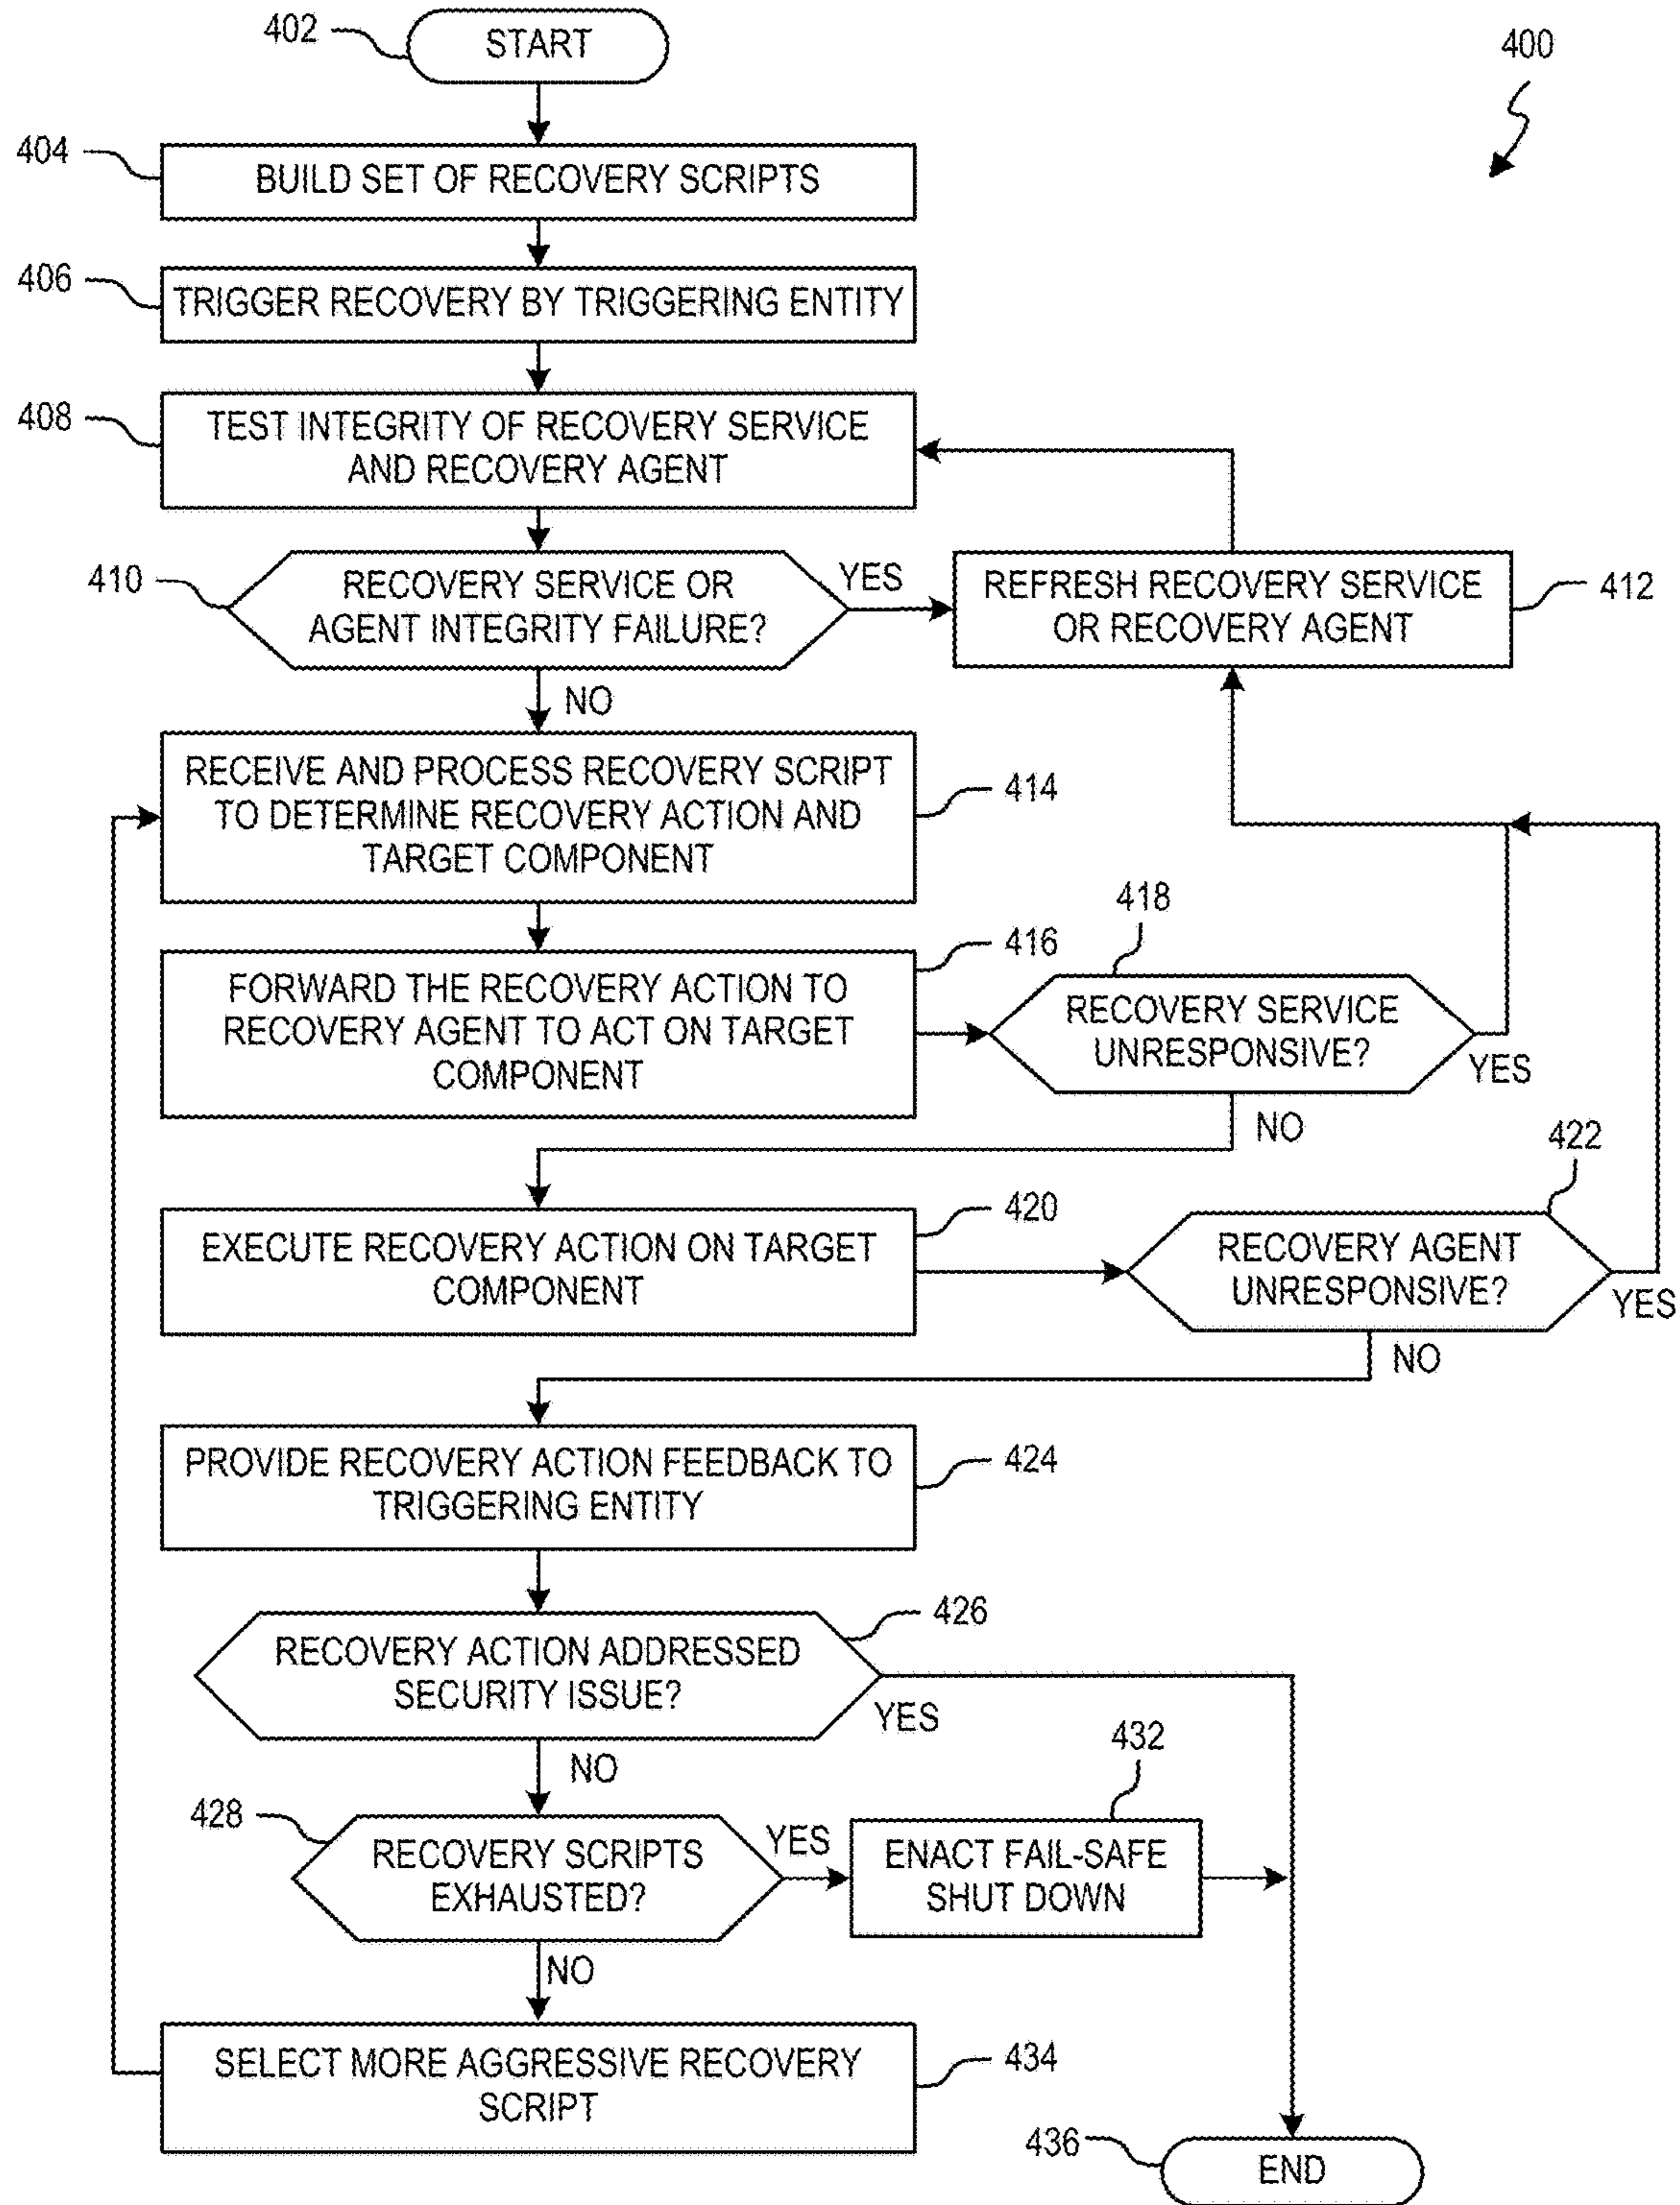 402
START
400
404
BUILD SET OF RECOVERY SCRIPTS
406
TRIGGER RECOVERY BY TRIGGERING ENTITY
408
TEST INTEGRITY OF RECOVERY SERVICE
AND RECOVERY AGENT
410
RECOVERY SERVICE OR
AGENT INTEGRITY FAILURE?
YES
REFRESH RECOVERY SERVICE
OR RECOVERY AGENT
412
NO
RECEIVE AND PROCESS RECOVERY SCRIPT
TO DETERMINE RECOVERY ACTION AND
TARGET COMPONENT
414
FORWARD THE RECOVERY ACTION TO
RECOVERY AGENT TO ACT ON TARGET
COMPONENT
416
418
RECOVERY SERVICE
UNRESPONSIVE?
YES
NO
EXECUTE RECOVERY ACTION ON TARGET
COMPONENT
420
422
RECOVERY AGENT
UNRESPONSIVE?
YES
NO
PROVIDE RECOVERY ACTION FEEDBACK TO
TRIGGERING ENTITY
424
RECOVERY ACTION ADDRESSED
SECURITY ISSUE?
426
YES
NO
428
RECOVERY SCRIPTS
EXHAUSTED?
YES
432
ENACT FAIL-SAFE
SHUT DOWN
NO
SELECT MORE AGGRESSIVE RECOVERY
SCRIPT
434
436
END